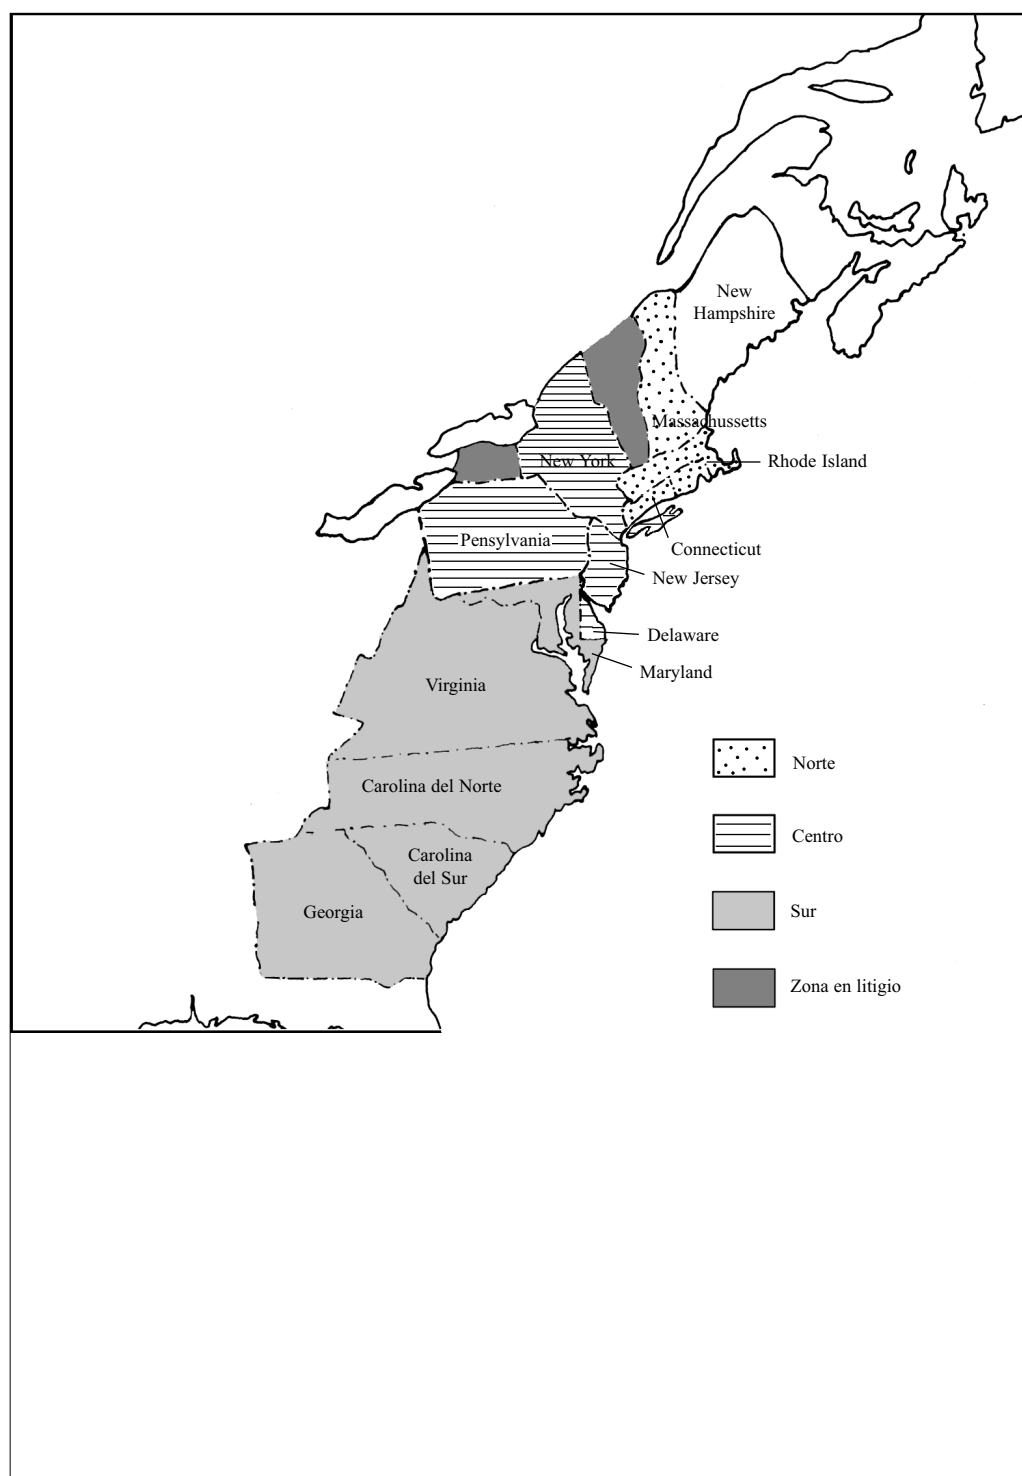 New
Hampshire
Massachussetts
Rhode Island
New York
Pensylvania
Connecticut
New Jersey
Delaware
Maryland
Virginia
Norte
Carolina del Norte
Centro
Carolina
del Sur
Georgia
Sur
Zona en litigio